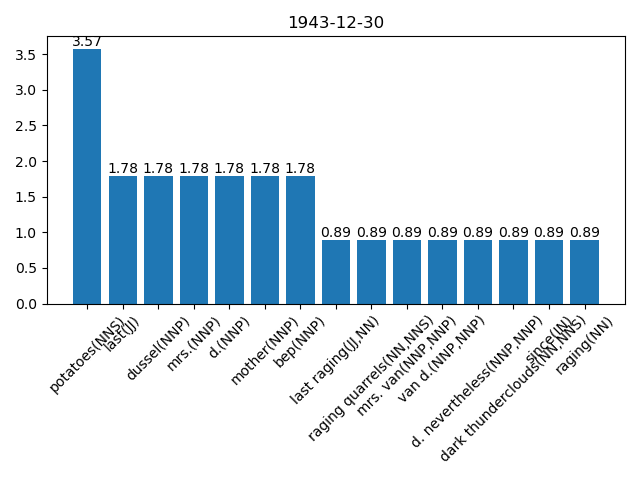 1943-12-30
3.57
1.78 1.78 1.78 1.78 1.78 1.78
0.89 0.89 0.89 0.89 0.89 0.89 0.89 0.89
3.5
3.0
2.5
2.0
1.5
1.0
0.5
0.0
potatoes(NNS)
last(JJ)
dussel(NNP)
mrs.(NNP)
d.(NNP)
mother(NNP)
bep(NNP)
last raging(JJ,NN)
raging quarrels(NN,NNS)
mrs. van(NNP,NNP)
van d.(NNP,NNP)
d. nevertheless(NNP,NNP)
dark thunderclouds(NN,NNS)
since(IN)
raging(NN)